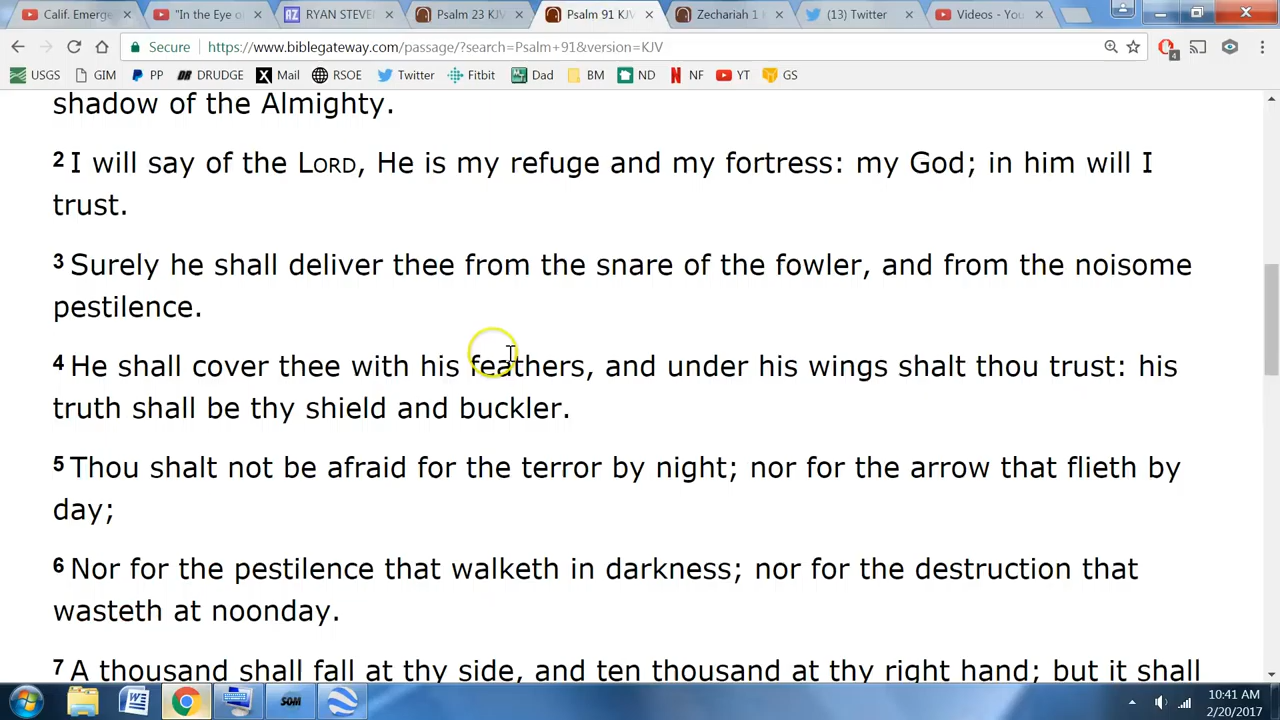 Calif. Emerge
"In the Eye o
RYAN STEVE
Psalm 23 KJV
Psalm 91 KJV
Zechariah 1 K
(13) Twitter
Videos - You
Secure https://www.biblegateway.com/passage/?search=Psalm+91&version=KJV
4
USGS GIM PP DRUDGE Mail RSOE Twitter Fitbit Dad BM ND NF YT GS
shadow of the Almighty.
2 I will say of the LORD, He is my refuge and my fortress: my God; in him will I
trust.
3 Surely he shall deliver thee from the snare of the fowler, and from the noisome
pestilence.
4 He shall cover thee with his feathers, and under his wings shalt thou trust: his
truth shall be thy shield and buckler.
5 Thou shalt not be afraid for the terror by night; nor for the arrow that flieth by
day;
6 Nor for the pestilence that walketh in darkness; nor for the destruction that
wasteth at noonday.
7 A thousand shall fall at thy side, and ten thousand at thy right hand; but it shall
SOM
10:41 AM
2/20/2017